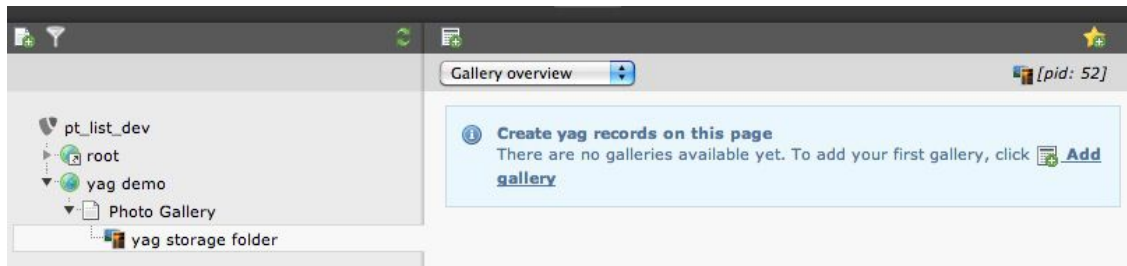 Gallery overview
[pid: 52]
pt_list_dev
root
yag demo
Photo Gallery
yag storage folder
Create yag records on this page
There are no galleries available yet. To add your first gallery, click Add
gallery